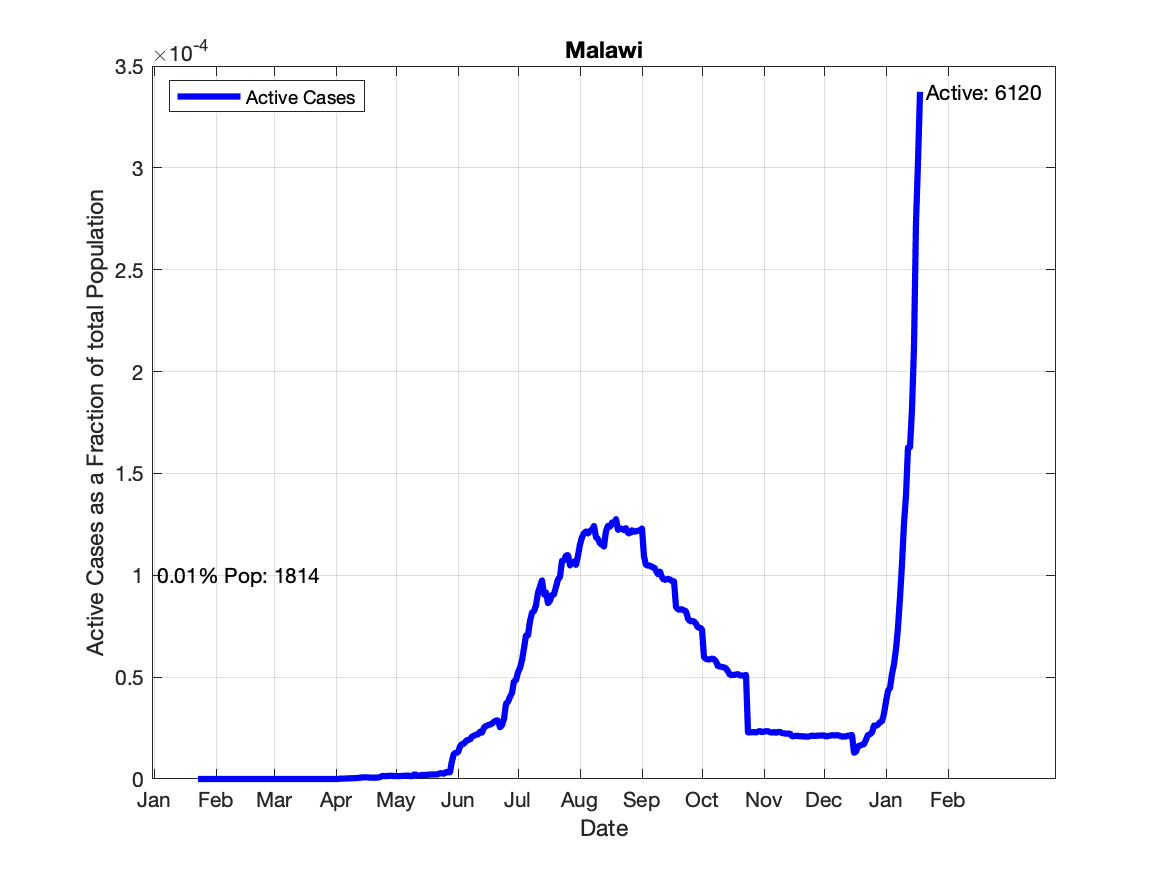 Malawi
×10-4
3.5
3
2.5
2
1.5
1
0.5
0
Active Cases as a Fraction of total Population
Active Cases
Active: 6120
0.01% Pop: 1814
Jan Feb Mar Apr May Jun Jul Aug Sep Oct Nov Dec Jan Feb
Date